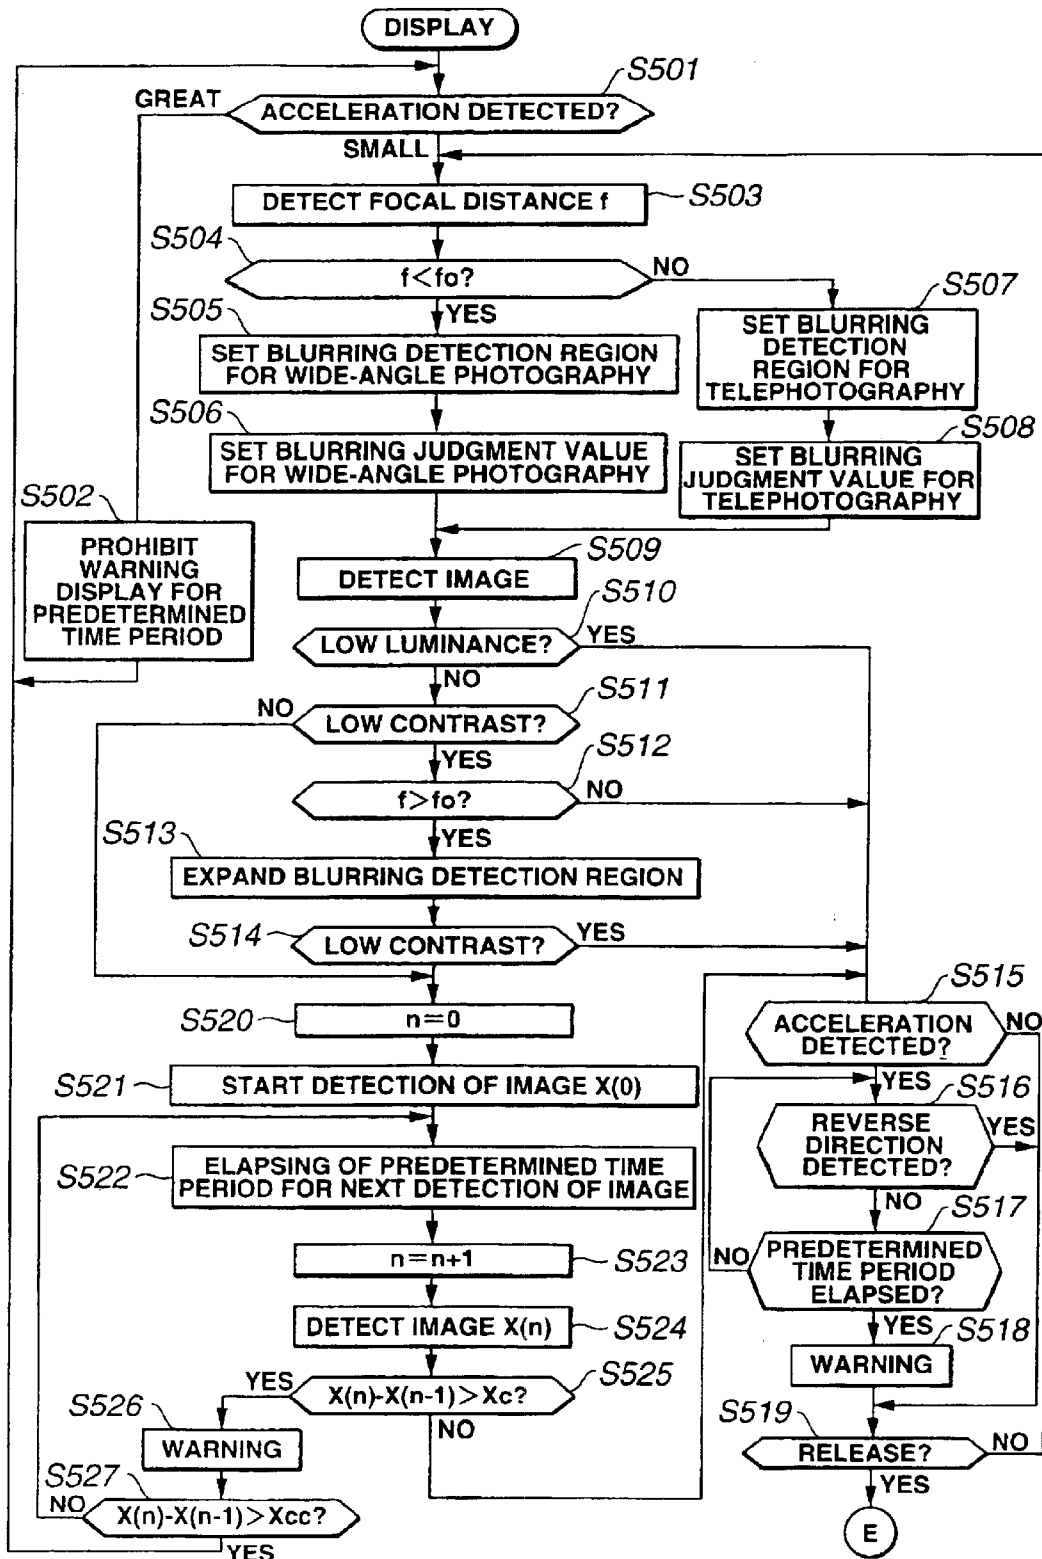 DISPLAY
S501
GREAT
ACCELERATION DETECTED?
SMALL
DETECT FOCAL DISTANCE f
S503
S504
f<fo?
NO
YES
S505
SET BLURRING DETECTION REGION
FOR WIDE-ANGLE PHOTOGRAPHY
S507
SET BLURRING
DETECTION
REGION FOR
TELEPHOTOGRAPHY
S506
SET BLURRING JUDGMENT VALUE
FOR WIDE-ANGLE PHOTOGRAPHY
S508
SET BLURRING
JUDGMENT VALUE FOR
TELEPHOTOGRAPHY
S502
PROHIBIT
WARNING
DISPLAY FOR
PREDETERMINED
TIME PERIOD
S509
DETECT IMAGE
S510
LOW LUMINANCE?
YES
NO
S511
NO
LOW CONTRAST?
YES
S512
f>fo?
NO
YES
S513
EXPAND BLURRING DETECTION REGION
S514
LOW CONTRAST?
YES
S515
ACCELERATION
DETECTED?
NO
YES
S520
n=0
S521
START DETECTION OF IMAGE X(0)
S516
REVERSE
DIRECTION
DETECTED?
YES
NO
S522
ELAPSING OF PREDETERMINED TIME
PERIOD FOR NEXT DETECTION OF IMAGE
S517
NO
PREDETERMINED
TIME PERIOD
ELAPSED?
YES
n=n+1
S523
DETECT IMAGE X(n)
S524
S518
WARNING
S525
YES
X(n)-X(n-1)>Xc?
NO
S526
WARNING
S519
RELEASE?
NO
YES
S527
NO
X(n)-X(n-1)>Xcc?
YES
E